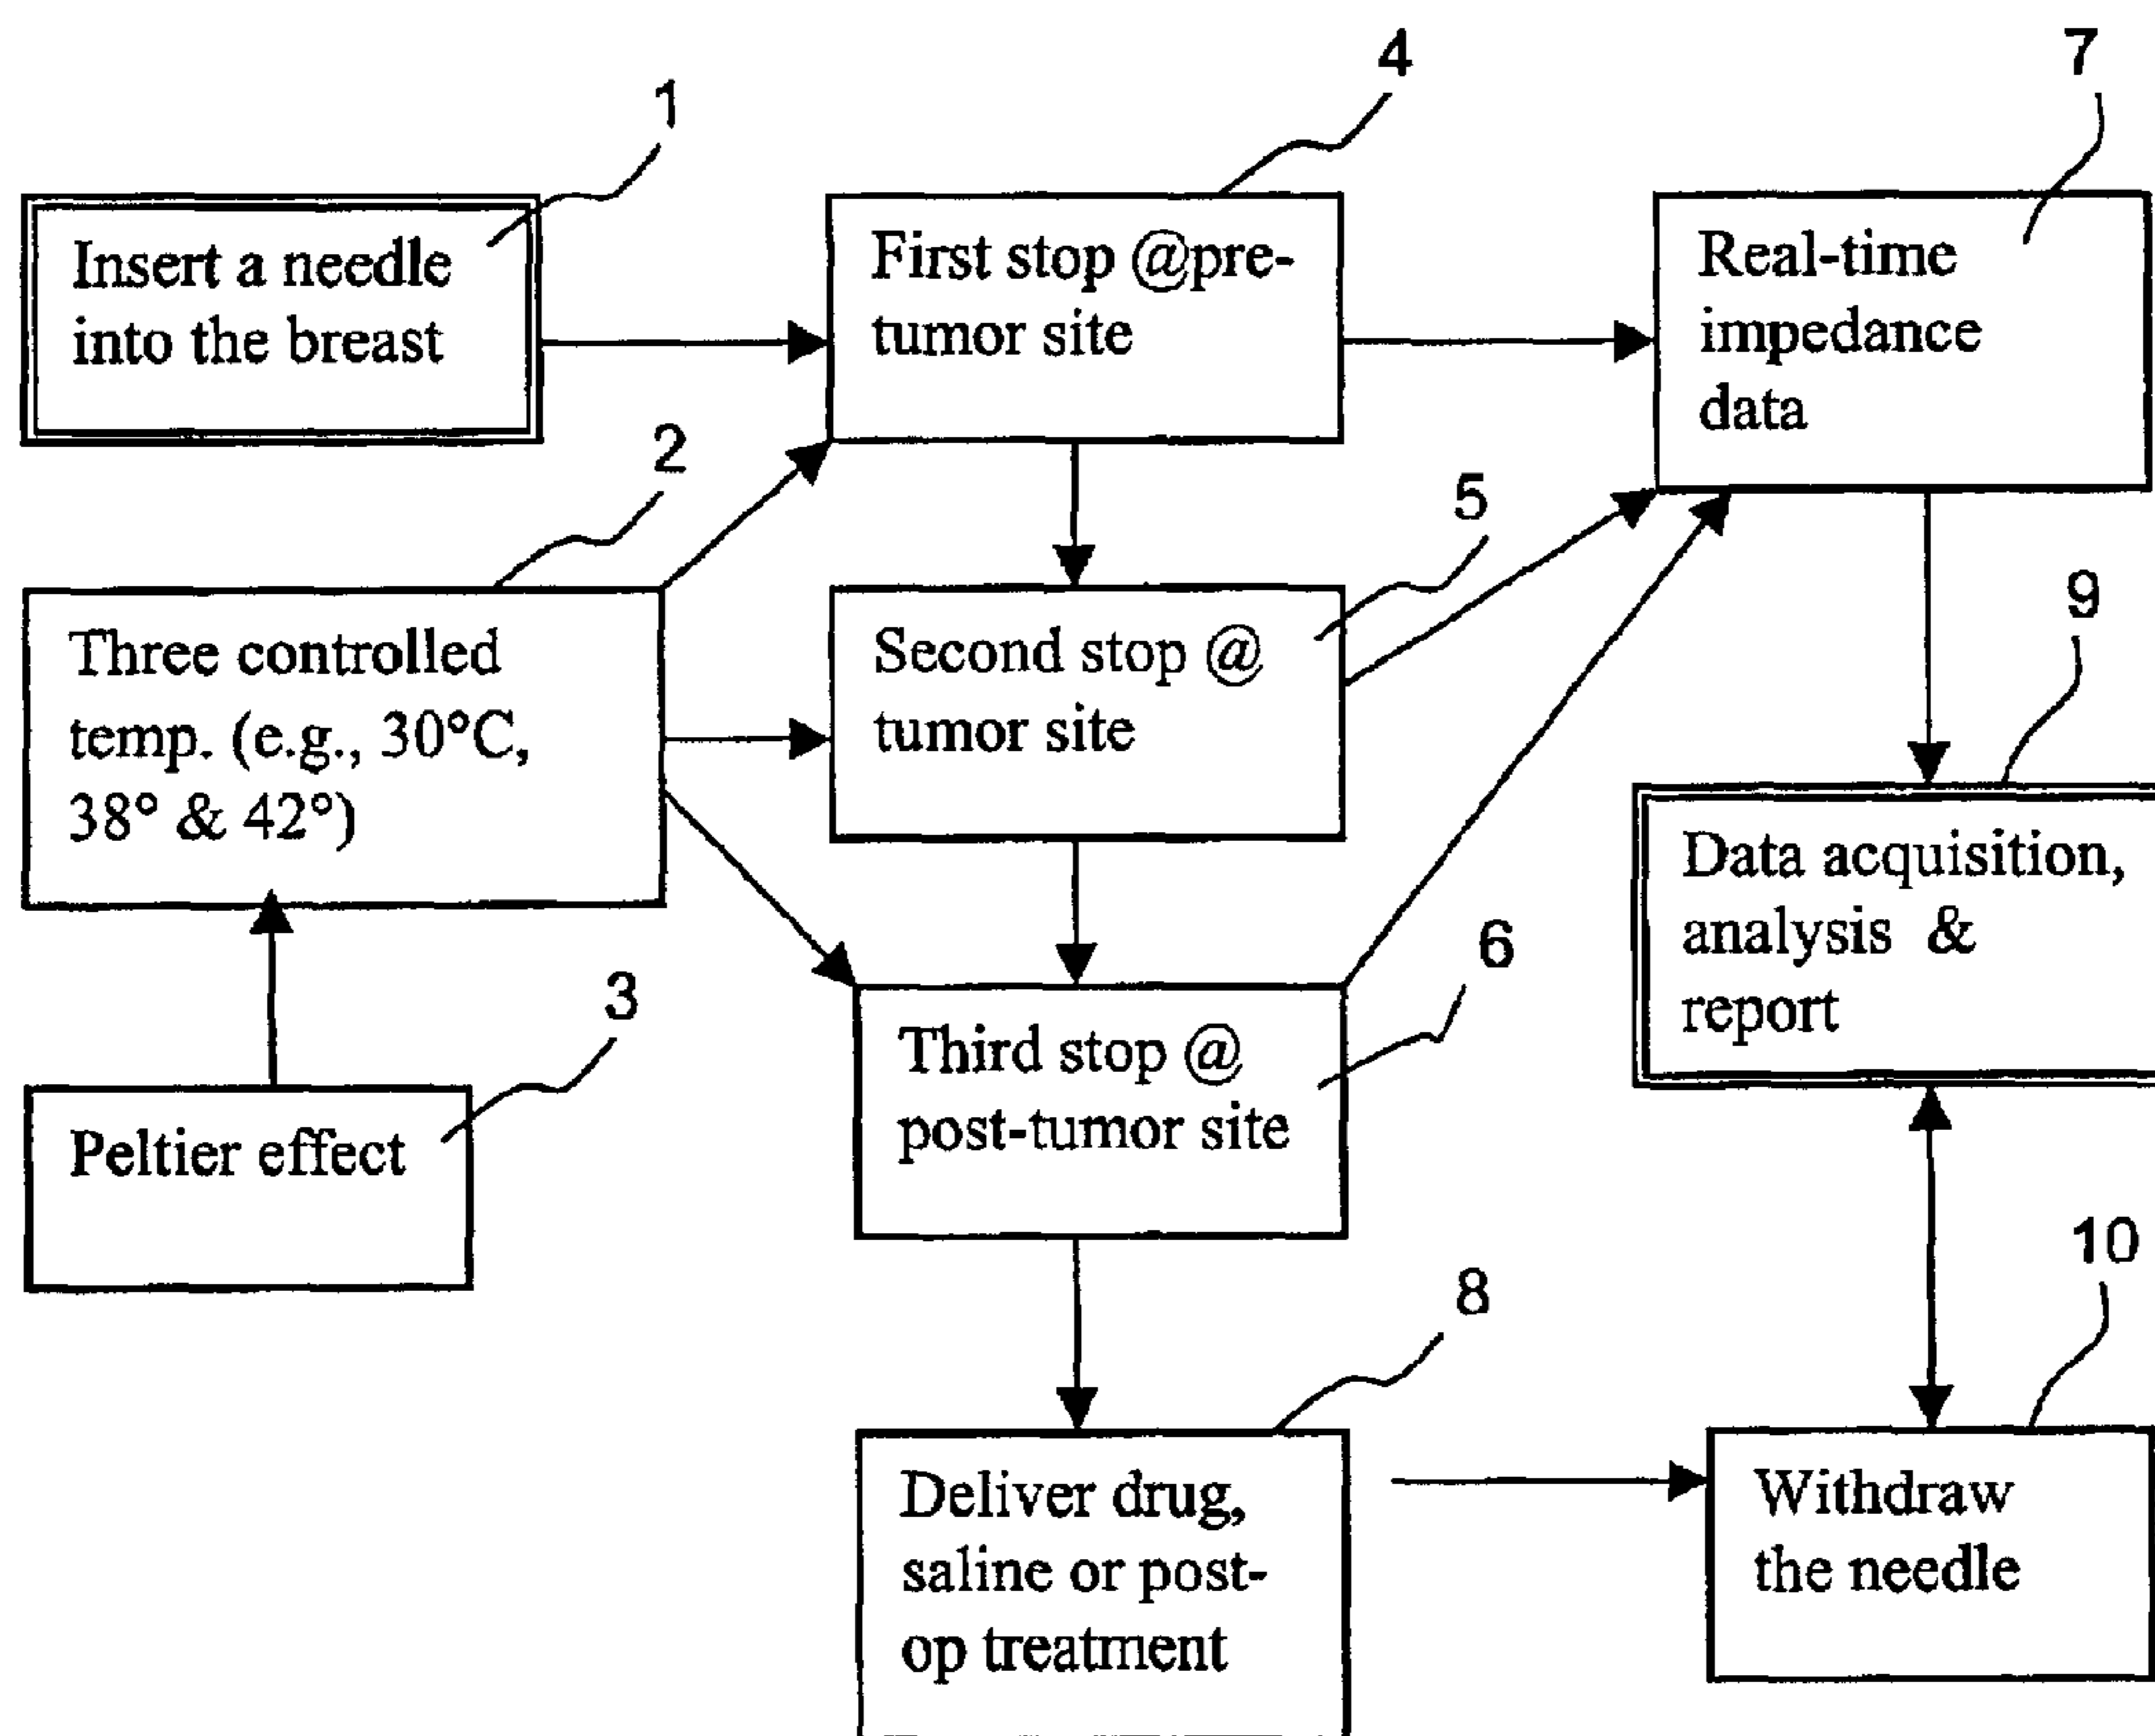 1
Insert a needle
into the breast
2
Three controlled
temp. (e.g., 30°C,
38° & 42°)
3
Peltier effect
4
First stop @pre-
tumor site
5
Second stop @
tumor site
6
Third stop @
post-tumor site
7
Real-time
impedance
data
8
Deliver drug,
saline or post-
op treatment
9
Data acquisition,
analysis & 
report
10
Withdraw
the needle